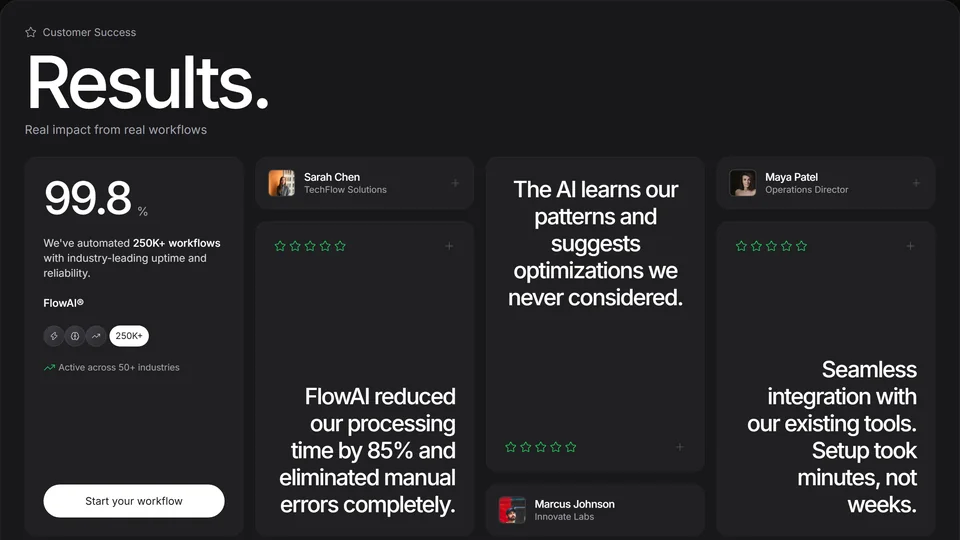 Customer Success
Results.
Real impact from real workflows
99.8 %
We've automated 250K+ workflows
with industry-leading uptime and
reliability.
FlowAI®
250K+
Active across 50+ industries
Start your workflow
Sarah Chen
TechFlow Solutions
FlowAI reduced
our processing
time by 85% and
eliminated manual
errors completely.
The AI learns our
patterns and
suggests
optimizations we
never considered.
Marcus Johnson
Innovate Labs
Maya Patel
Operations Director
Seamless
integration with
our existing tools.
Setup took
minutes, not
weeks.